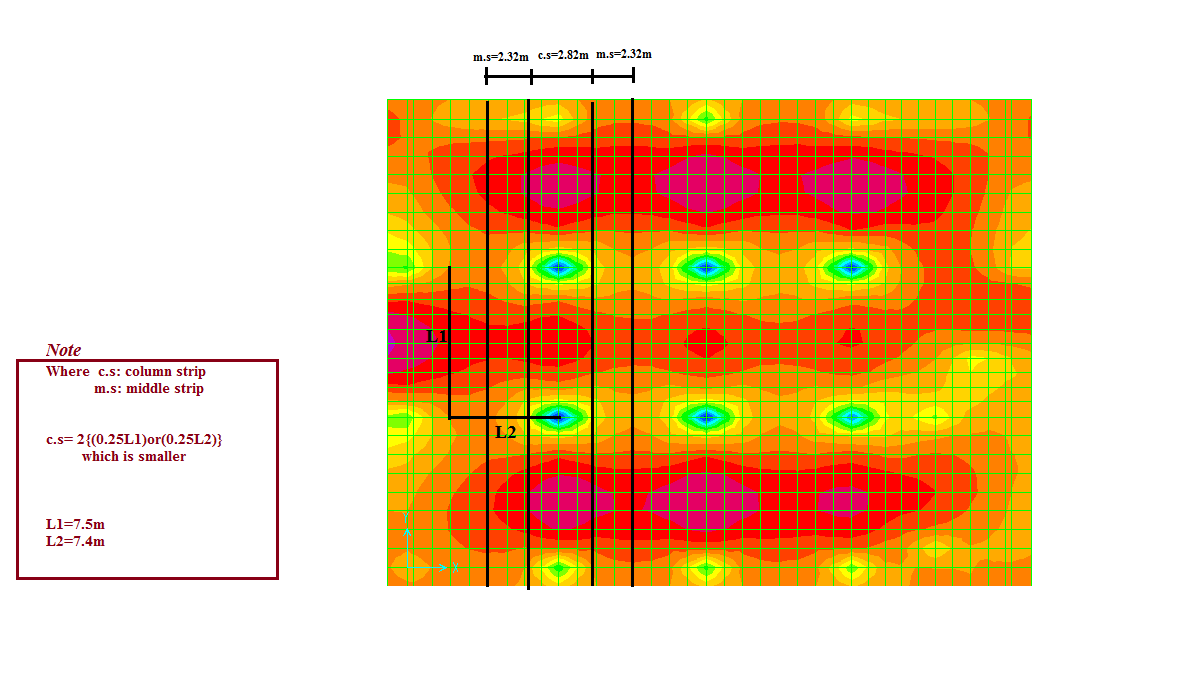 m.s=2.32m c.s=2.82m m.s=2.32m
L1
L2
Note
Where c.s: column strip
m.s: middle strip
c.s= 2{(0.25L1)or(0.25L2)}
which is smaller
L1=7.5m
L2=7.4m
Y
X